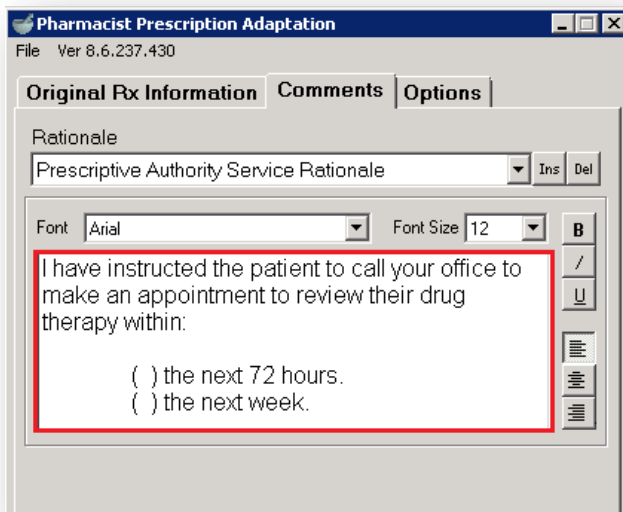 Pharmacist Prescription Adaptation
File Ver 8.6.237.430
Original Rx Information Comments Options
Rationale
Prescriptive Authority Service Rationale Ins Del
Font Arial Font Size 12 B
I have instructed the patient to call your office to
/
make an appointment to review their drug
U
therapy within:
( ) the next 72 hours.
( ) the next week.